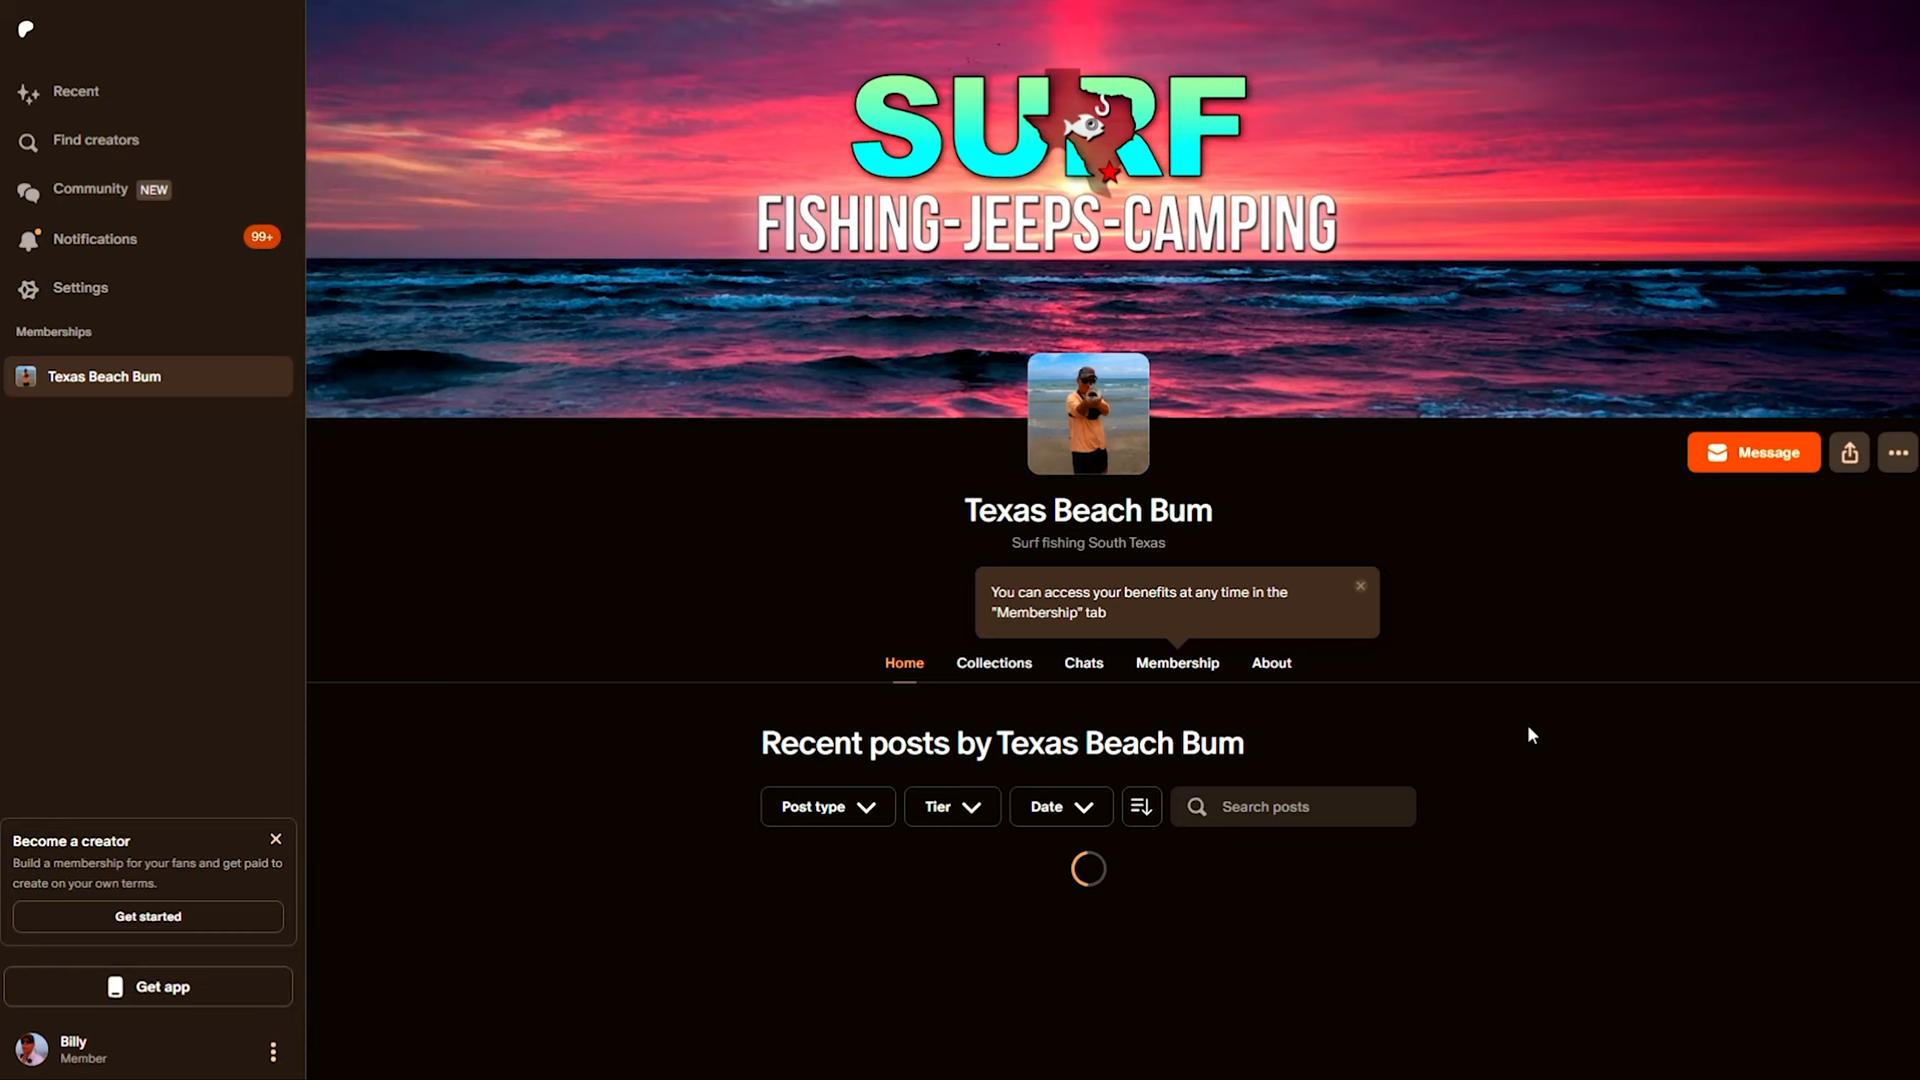 Recent
Find creators
Community NEW
Notifications 99+
Settings
Memberships
Texas Beach Bum
Become a creator
Build a membership for your fans and get paid to
create on your own terms.
Get started
Get app
Billy
Member
SURF
FISHING-JEEPS-CAMPING
Message
Texas Beach Bum
Surf fishing South Texas
You can access your benefits at any time in the
"Membership" tab
Home Collections Chats Membership About
Recent posts by Texas Beach Bum
Post type Tier Date Search posts